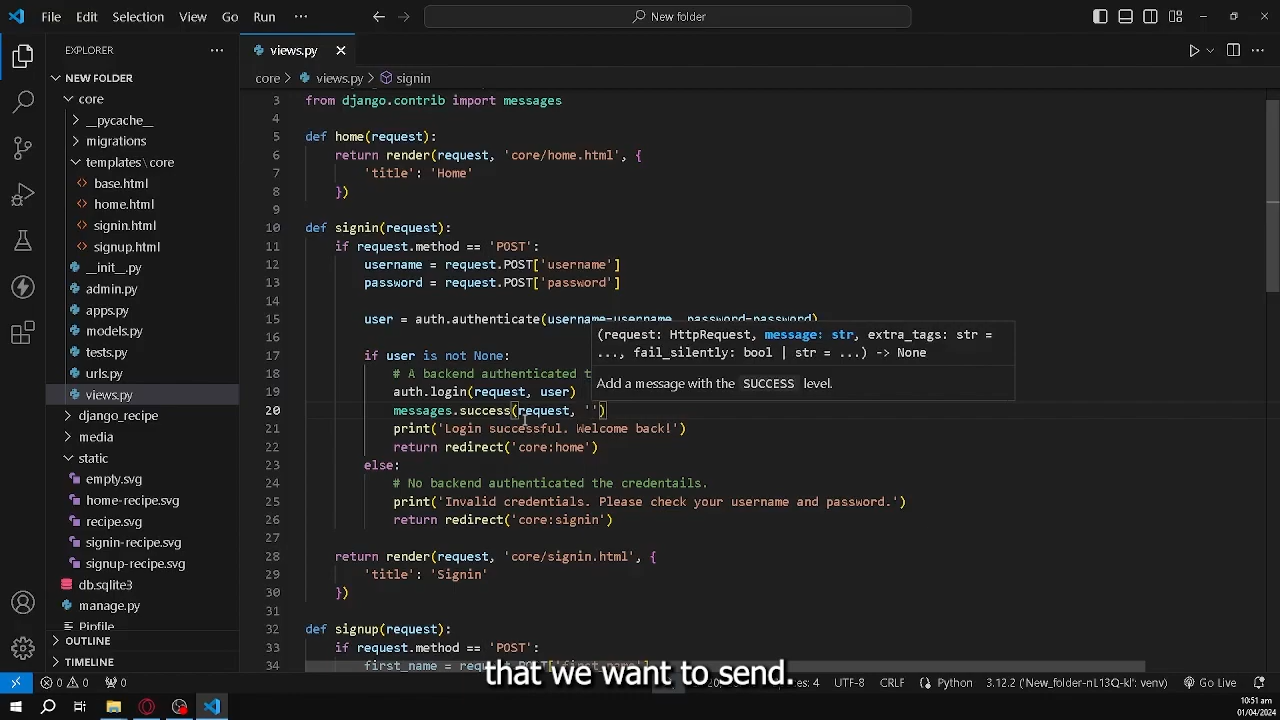 File Edit Selection View Go Run ··· New folder
EXPLORER ···
NEW FOLDER
core
__pycache__
migrations
templates\core
base.html
home.html
signin.html
signup.html
__init__.py
admin.py
apps.py
models.py
tests.py
urls.py
views.py
django_recipe
media
static
empty.svg
home-recipe.svg
recipe.svg
signin-recipe.svg
signup-recipe.svg
db.sqlite3
manage.py
Pipfile
OUTLINE
TIMELINE
views.py
core > views.py > signin
3 from django.contrib import messages
4
5 def home(request):
6 return render(request, 'core/home.html', {
7 'title': 'Home'
8 })
9
10 def signin(request):
11 if request.method == 'POST':
12 username = request.POST['username']
13 password = request.POST['password']
14
15 user = auth.authenticate(username=username, password=password)
16
(request: HttpRequest, message: str, extra_tags: str =
..., fail_silently: bool | str = ...) -> None
Add a message with the SUCCESS level.
17 if user is not None:
18 # A backend authenticated t
19 auth.login(request, user)
20 messages.success(request, '')
21 print('Login successful. Welcome back!')
22 return redirect('core:home')
23 else:
24 # No backend authenticated the credentails.
25 print('Invalid credentials. Please check your username and password.')
26 return redirect('core:signin')
27
28 return render(request, 'core/signin.html', {
29 'title': 'Signin'
30 })
31
32 def signup(request):
33 if request.method == 'POST':
34 first_name = request.POST['first_name']
that we want to send.
0 0 0 4 UTF-8 CRLF Python 3.12.2 ('New_folder-nL13Q-kl': venv) Go Live
10:51 am
01/04/2024